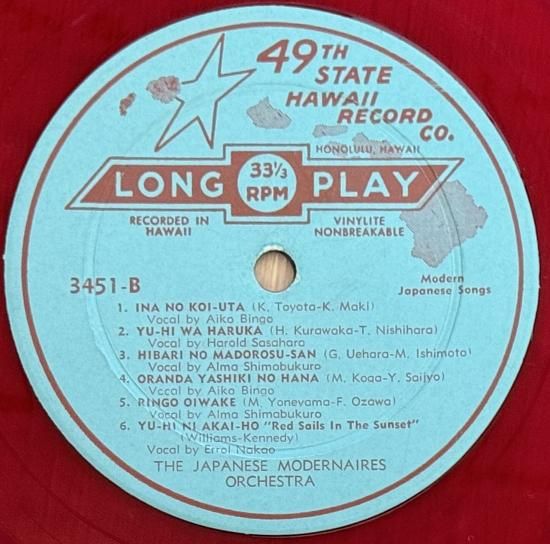 49TH
STATE
HAWAII
RECORD
CO.
HONOLULU, HAWAII
LONG 33⅓ PLAY
RPM
RECORDED IN
HAWAII
VINYLITE
NONBREAKABLE
3451-B
Modern
Japanese Songs
1. INA NO KOI-UTA (K. Toyota-K. Maki)
Vocal by Aiko Bingo
2. YU-HI WA HARUKA (H. Kurawaka-T. Nishihara)
Vocal by Harold Sasahara
3. HIBARI NO MADOROSU-SAN (G. Uehara-M. Ishimoto)
Vocal by Alma Shimabukuro
4. ORANDA YASHIKI NO HANA (M. Koga-Y. Saijyo)
Vocal by Aiko Bingo
5. RINGO OIWAKE (M. Yoneyama-F. Ozawa)
Vocal by Alma Shimabukuro
6. YU-HI NI AKAI-HO "Red Sails In The Sunset"
(Williams-Kennedy)
Vocal by Errol Nakao
THE JAPANESE MODERNAIRES
ORCHESTRA